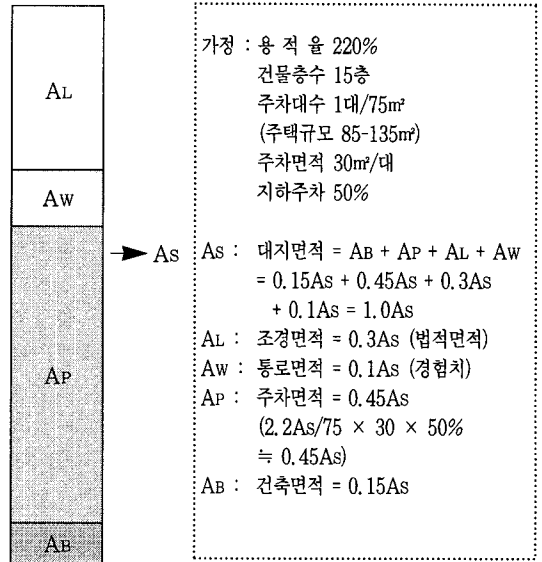 AL
AW
AP
AB
As
가정 : 용 적 율 220%
건물층수 15층
주차대수 1대/75㎡
(주택규모 85-135㎡)
주차면적 30㎡/대
지하주차 50%
As : 대지면적 = AB + AP + AL + AW
= 0.15As + 0.45As + 0.3As
+ 0.1As = 1.0As
AL : 조경면적 = 0.3As (법적면적)
AW : 통로면적 = 0.1As (경험치)
AP : 주차면적 = 0.45As
(2.2As/75 × 30 × 50%
≒ 0.45As)
AB : 건축면적 = 0.15As